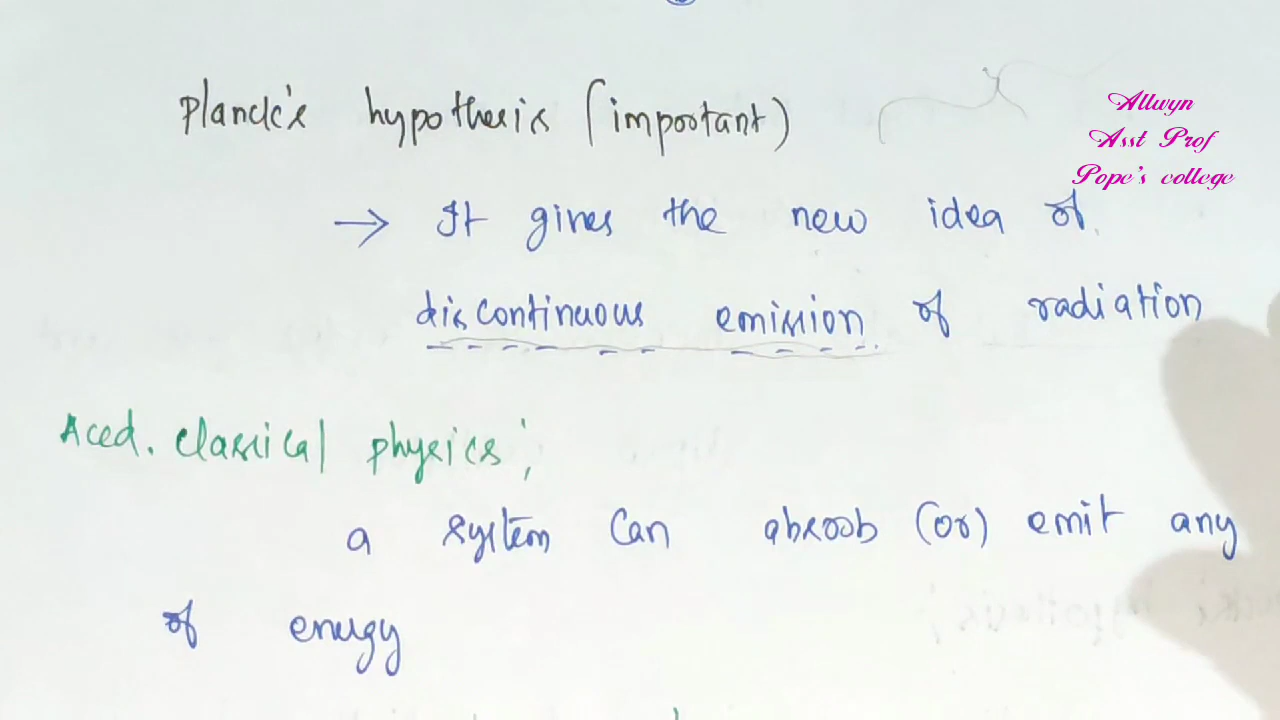 Planck's hypothesis (important)
Allwyn
Asst Prof
Pope's college
→ It gives the new idea of
discontinuous emission of radiation
Aced. classical physics;
a system can absorb (or) emit any
of energy